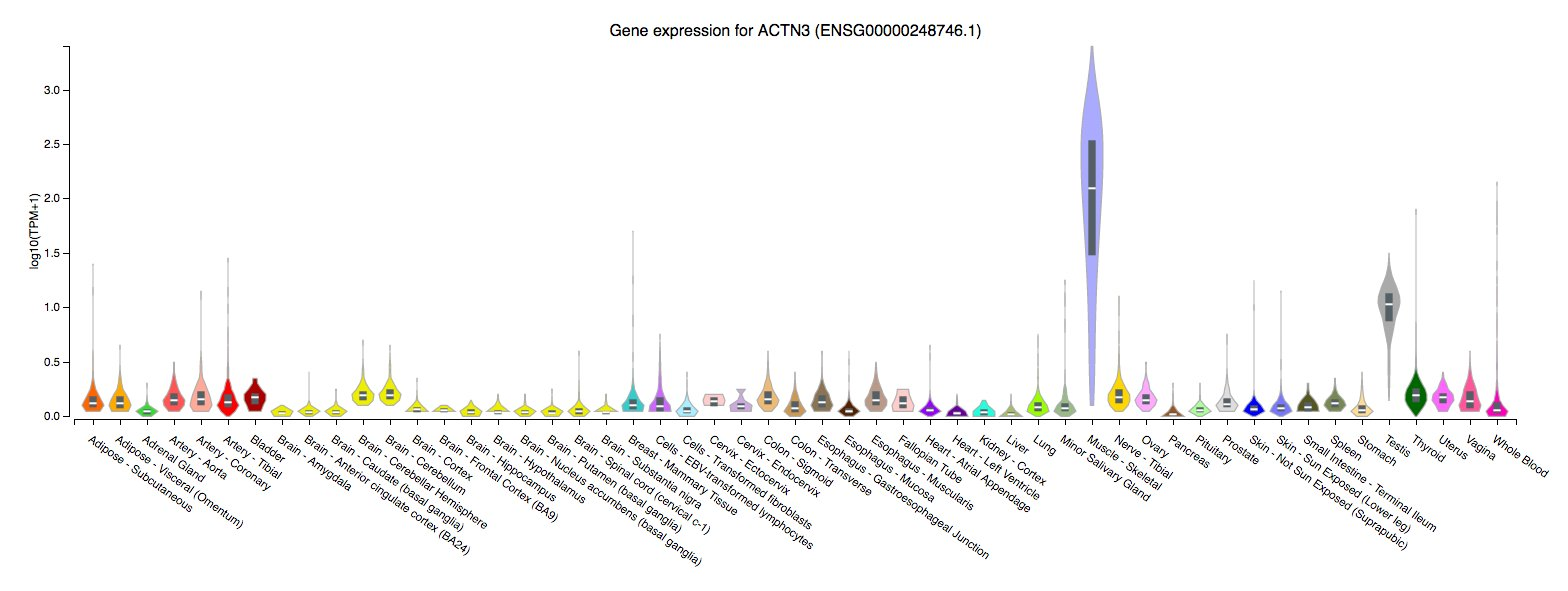 Gene expression for ACTN3 (ENSG00000248746.1)
log10(TPM+1)
3.0
2.5
2.0
1.5
1.0
0.5
0.0
Adipose - Subcutaneous
Adipose - Visceral (Omentum)
Adrenal Gland
Artery - Aorta
Artery - Coronary
Artery - Tibial
Bladder
Brain - Amygdala
Brain - Anterior cingulate cortex (BA24)
Brain - Caudate (basal ganglia)
Brain - Cerebellar Hemisphere
Brain - Cerebellum
Brain - Cortex
Brain - Frontal Cortex (BA9)
Brain - Hippocampus
Brain - Hypothalamus
Brain - Nucleus accumbens (basal ganglia)
Brain - Putamen (basal ganglia)
Brain - Spinal cord (cervical c-1)
Brain - Substantia nigra
Breast - Mammary Tissue
Cells - EBV-transformed lymphocytes
Cells - Transformed fibroblasts
Cervix - Ectocervix
Cervix - Endocervix
Colon - Sigmoid
Colon - Transverse
Esophagus - Gastroesophageal Junction
Esophagus - Mucosa
Esophagus - Muscularis
Fallopian Tube
Heart - Atrial Appendage
Heart - Left Ventricle
Kidney - Cortex
Liver
Lung
Minor Salivary Gland
Muscle - Skeletal
Nerve - Tibial
Ovary
Pancreas
Pituitary
Prostate
Skin - Not Sun Exposed (Suprapubic)
Skin - Sun Exposed (Lower leg)
Small Intestine - Terminal Ileum
Spleen
Stomach
Testis
Thyroid
Uterus
Vagina
Whole Blood